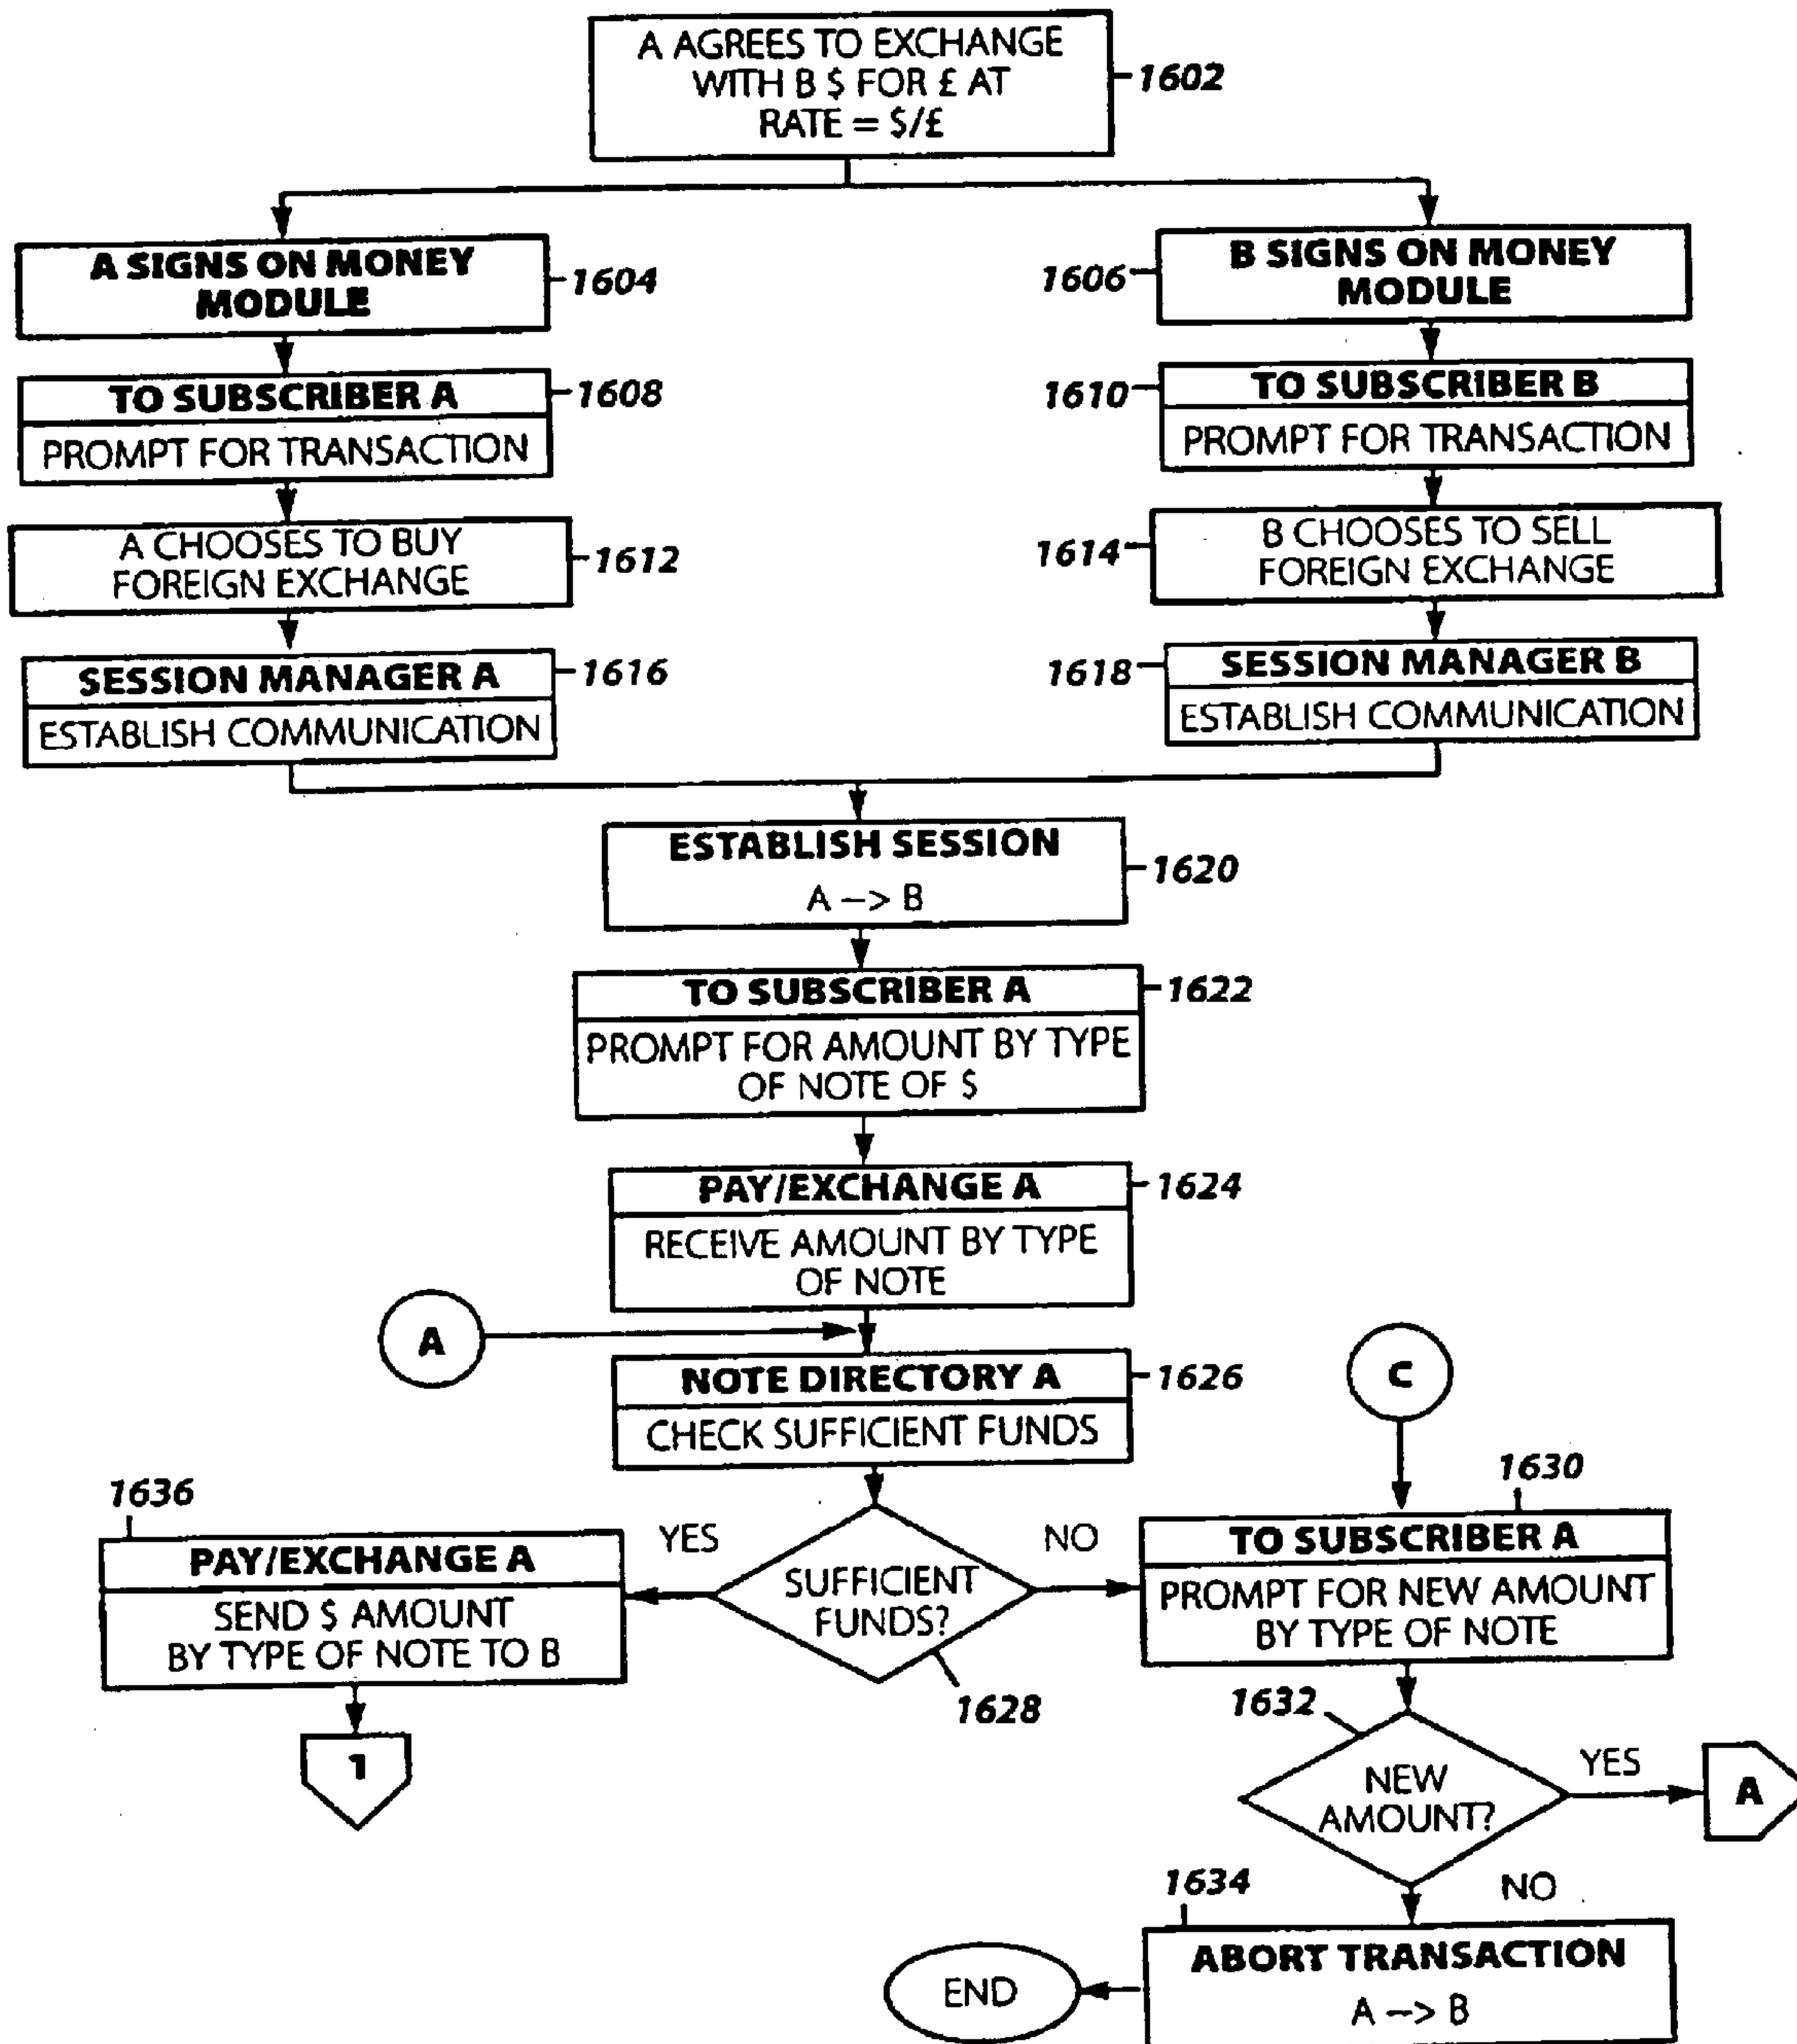 A AGREES TO EXCHANGE
WITH B $ FOR £ AT
RATE = $/£
1602
A SIGNS ON MONEY
MODULE
1604
1606
B SIGNS ON MONEY
MODULE
TO SUBSCRIBER A
1608
PROMPT FOR TRANSACTION
1610
TO SUBSCRIBER B
PROMPT FOR TRANSACTION
A CHOOSES TO BUY
FOREIGN EXCHANGE
1612
1614
B CHOOSES TO SELL
FOREIGN EXCHANGE
SESSION MANAGER A
1616
ESTABLISH COMMUNICATION
1618
SESSION MANAGER B
ESTABLISH COMMUNICATION
ESTABLISH SESSION
A --> B
1620
TO SUBSCRIBER A
1622
PROMPT FOR AMOUNT BY TYPE
OF NOTE OF $
PAY/EXCHANGE A
1624
RECEIVE AMOUNT BY TYPE
OF NOTE
A
NOTE DIRECTORY A
1626
CHECK SUFFICIENT FUNDS
C
1636
PAY/EXCHANGE A
SEND $ AMOUNT
BY TYPE OF NOTE TO B
1
YES
SUFFICIENT
FUNDS?
1628
NO
1630
TO SUBSCRIBER A
PROMPT FOR NEW AMOUNT
BY TYPE OF NOTE
1632
NEW
AMOUNT?
YES
A
NO
1634
ABORT TRANSACTION
A --> B
END